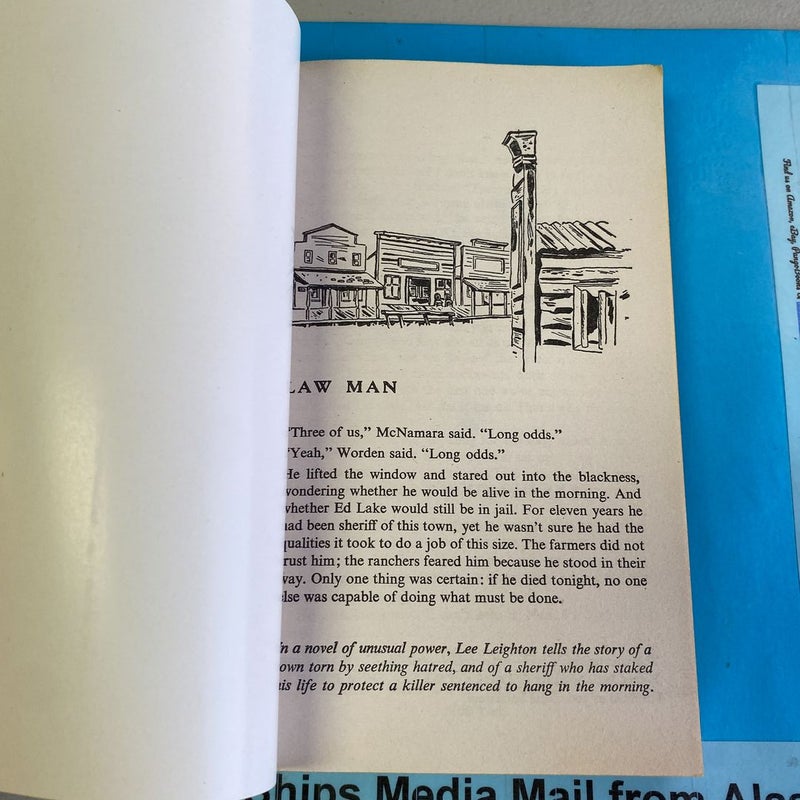 LAW MAN
"Three of us," McNamara said. "Long odds."
"Yeah," Worden said. "Long odds."
He lifted the window and stared out into the blackness,
wondering whether he would be alive in the morning. And
whether Ed Lake would still be in jail. For eleven years he
had been sheriff of this town, yet he wasn't sure he had the
qualities it took to do a job of this size. The farmers did not
trust him; the ranchers feared him because he stood in their
way. Only one thing was certain: if he died tonight, no one
else was capable of doing what must be done.
In a novel of unusual power, Lee Leighton tells the story of a
town torn by seething hatred, and of a sheriff who has staked
his life to protect a killer sentenced to hang in the morning.
Find us on Amazon, eBay,
Ships Media Mail from